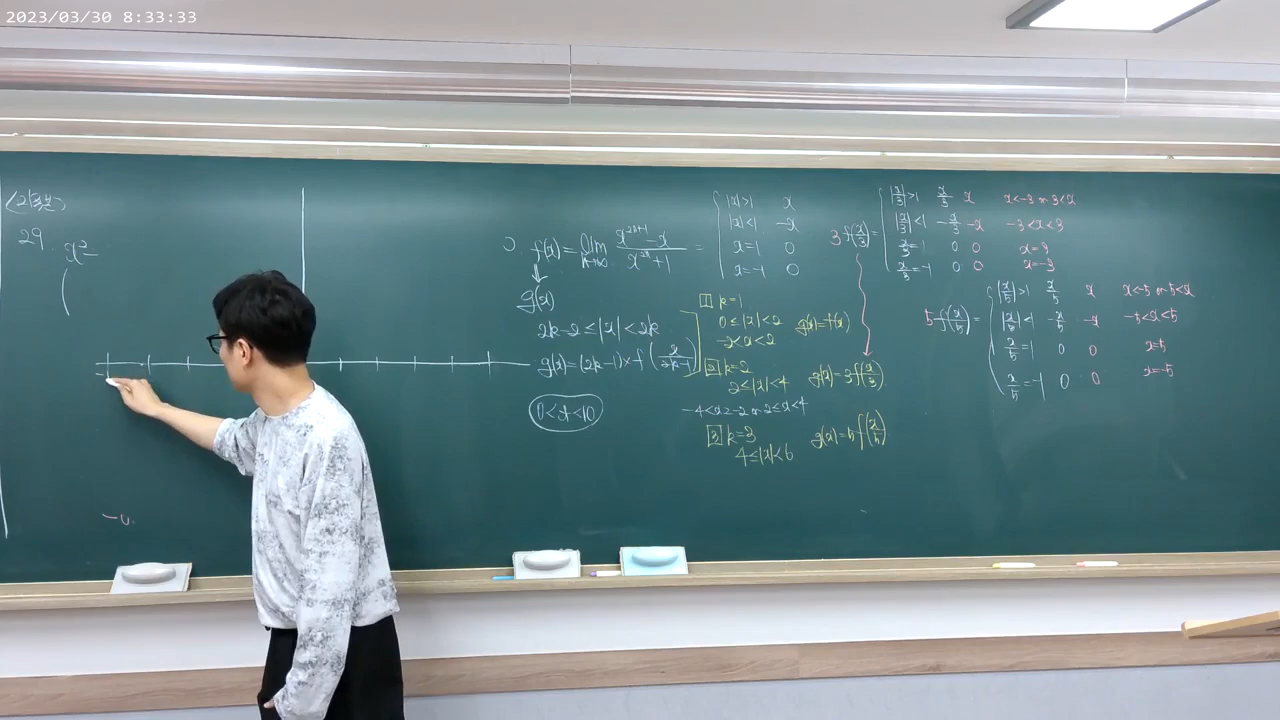 2023/03/30 8:33:33
29
x²
f(x) = lim x^{2n+1} - x / x^{2n} + 1 =
|x|>1 x
|x|<1 -x
x=1 0
x=-1 0
g(x)
2k-2 ≤ |x| < 2k
g(x) = (2k-1) × f(x/2k-1)
0<x<10
1 k=1
0≤|x|<2 g(x)=f(x)
-2<x<2
2 k=2
2≤|x|<4 g(x)=3f(x/3)
-4<x≤-2 or 2≤x<4
3 k=3
4≤|x|<6 g(x)=5f(x/5)
3f(x/3)=
|x/3|>1 x/3 x x<-3 or 3<x
|x/3|<1 -x/3 -x -3<x<3
x/3=1 0 0 x=3
x/3=-1 0 0 x=-3
5f(x/5)=
|x/5|>1 x/5 x x<-5 or 5<x
|x/5|<1 -x/5 -x -5<x<5
x/5=1 0 0 x=5
x/5=-1 0 0 x=-5